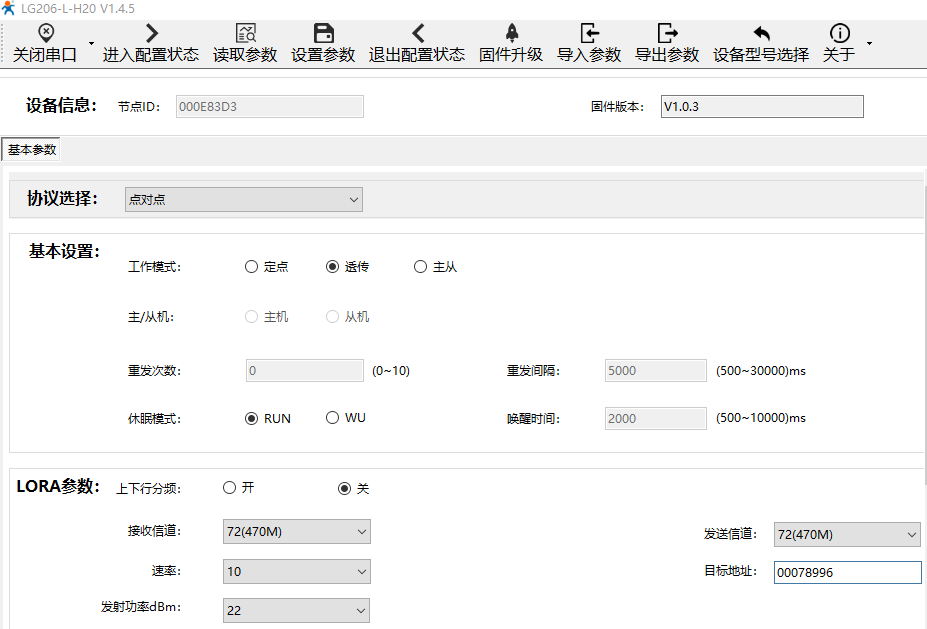 LG206-L-H20 V1.4.5
关闭串口 进入配置状态 读取参数 设置参数 退出配置状态 固件升级 导入参数 导出参数 设备型号选择 关于
设备信息: 节点ID: 000E83D3 固件版本: V1.0.3
基本参数
协议选择: 点对点
基本设置:
工作模式: 定点 透传 主从
主/从机: 主机 从机
重发次数: 0 (0~10) 重发间隔: 5000 (500~30000)ms
休眠模式: RUN WU 唤醒时间: 2000 (500~10000)ms
LORA参数: 上下行分频: 开 关
接收信道: 72(470M) 发送信道: 72(470M)
速率: 10 目标地址: 00078996
发射功率dBm: 22